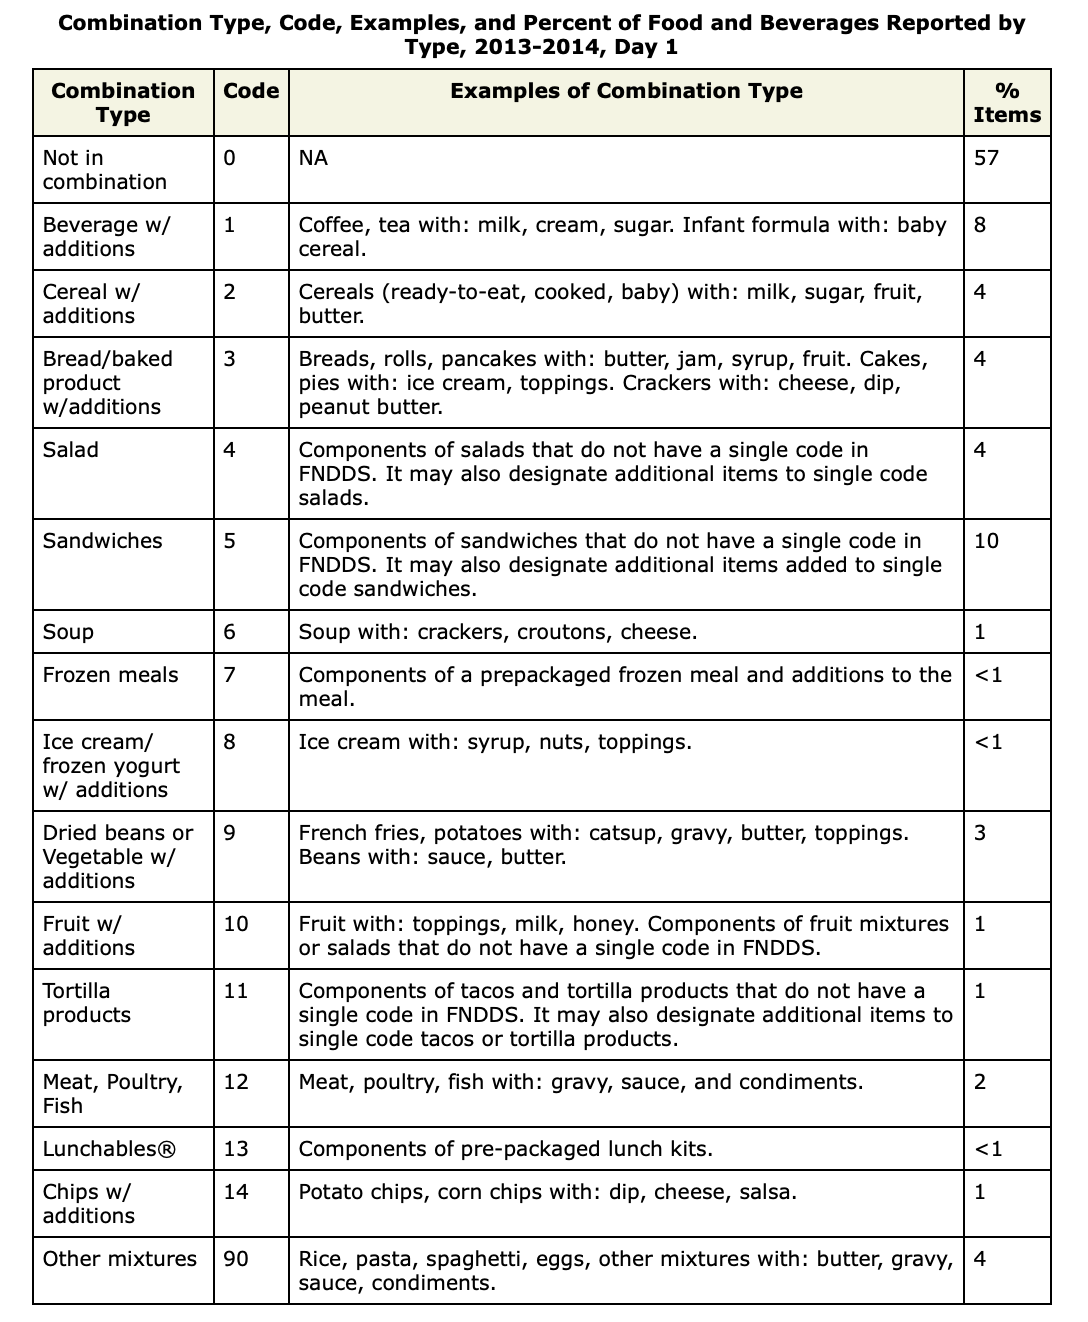 Combination Type, Code, Examples, and Percent of Food and Beverages Reported by
Type, 2013-2014, Day 1
Combination Type Code Examples of Combination Type % Items
Not in combination 0 NA 57
Beverage w/ additions 1 Coffee, tea with: milk, cream, sugar. Infant formula with: baby cereal. 8
Cereal w/ additions 2 Cereals (ready-to-eat, cooked, baby) with: milk, sugar, fruit, butter. 4
Bread/baked product w/additions 3 Breads, rolls, pancakes with: butter, jam, syrup, fruit. Cakes, pies with: ice cream, toppings. Crackers with: cheese, dip, peanut butter. 4
Salad 4 Components of salads that do not have a single code in FNDDS. It may also designate additional items to single code salads. 4
Sandwiches 5 Components of sandwiches that do not have a single code in FNDDS. It may also designate additional items added to single code sandwiches. 10
Soup 6 Soup with: crackers, croutons, cheese. 1
Frozen meals 7 Components of a prepackaged frozen meal and additions to the meal. <1
Ice cream/ frozen yogurt w/ additions 8 Ice cream with: syrup, nuts, toppings. <1
Dried beans or Vegetable w/ additions 9 French fries, potatoes with: catsup, gravy, butter, toppings. Beans with: sauce, butter. 3
Fruit w/ additions 10 Fruit with: toppings, milk, honey. Components of fruit mixtures or salads that do not have a single code in FNDDS. 1
Tortilla products 11 Components of tacos and tortilla products that do not have a single code in FNDDS. It may also designate additional items to single code tacos or tortilla products. 1
Meat, Poultry, Fish 12 Meat, poultry, fish with: gravy, sauce, and condiments. 2
Lunchables® 13 Components of pre-packaged lunch kits. <1
Chips w/ additions 14 Potato chips, corn chips with: dip, cheese, salsa. 1
Other mixtures 90 Rice, pasta, spaghetti, eggs, other mixtures with: butter, gravy, sauce, condiments. 4